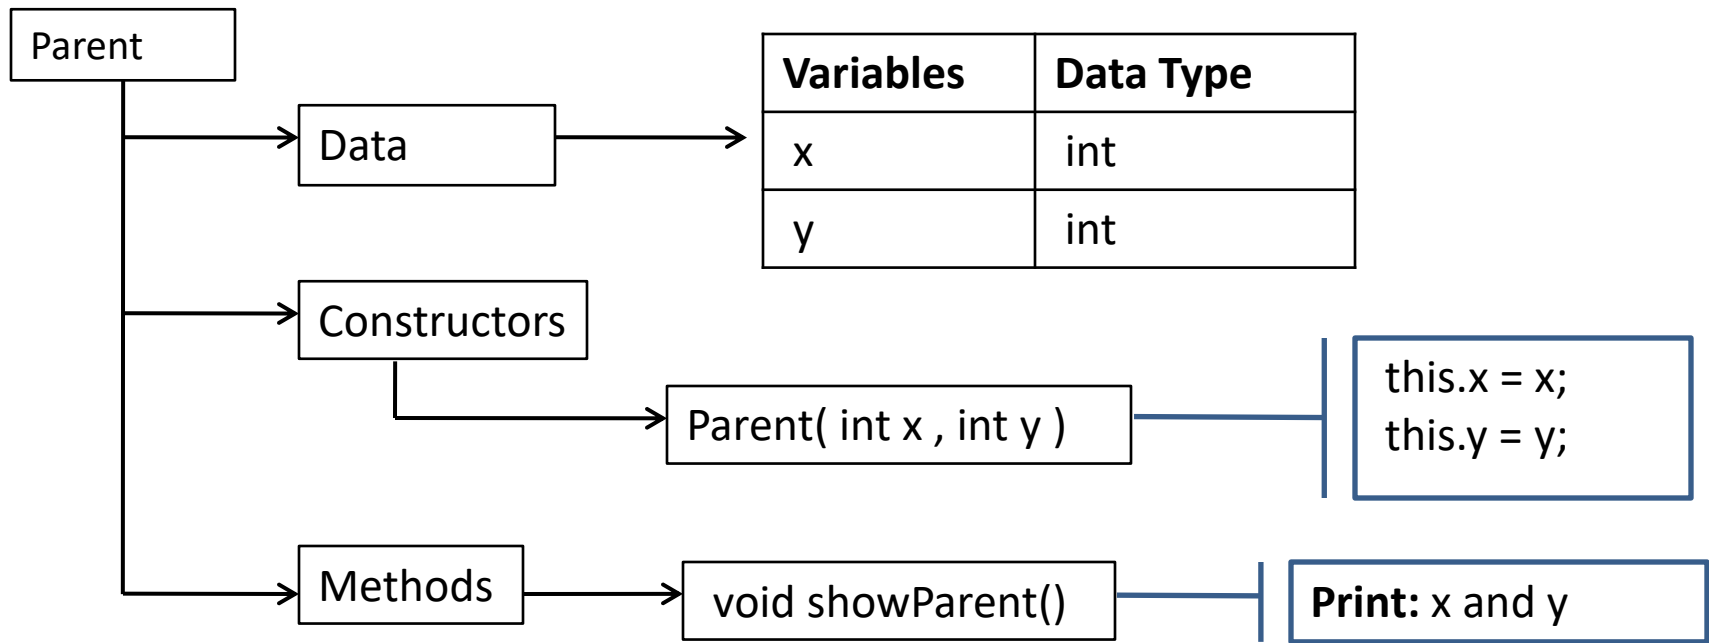 Parent
Variables Data Type
Data
x int
y int
Constructors
this.x = x;
Parent( int x , int y )
this.y = y;
Methods
void showParent()
Print: x and y